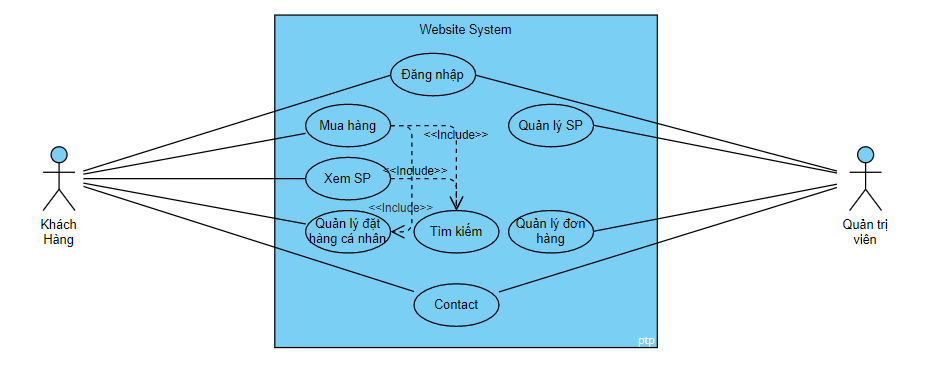 Website System
Đăng nhập
Mua hàng
<<Include>>
Quản lý SP
Xem SP
<<Include>>
Khách
Hàng
Quản trị
viên
<<Include>>
Quản lý đặt
hàng cá nhân
Tìm kiếm
Quản lý đơn
hàng
Contact
ptp